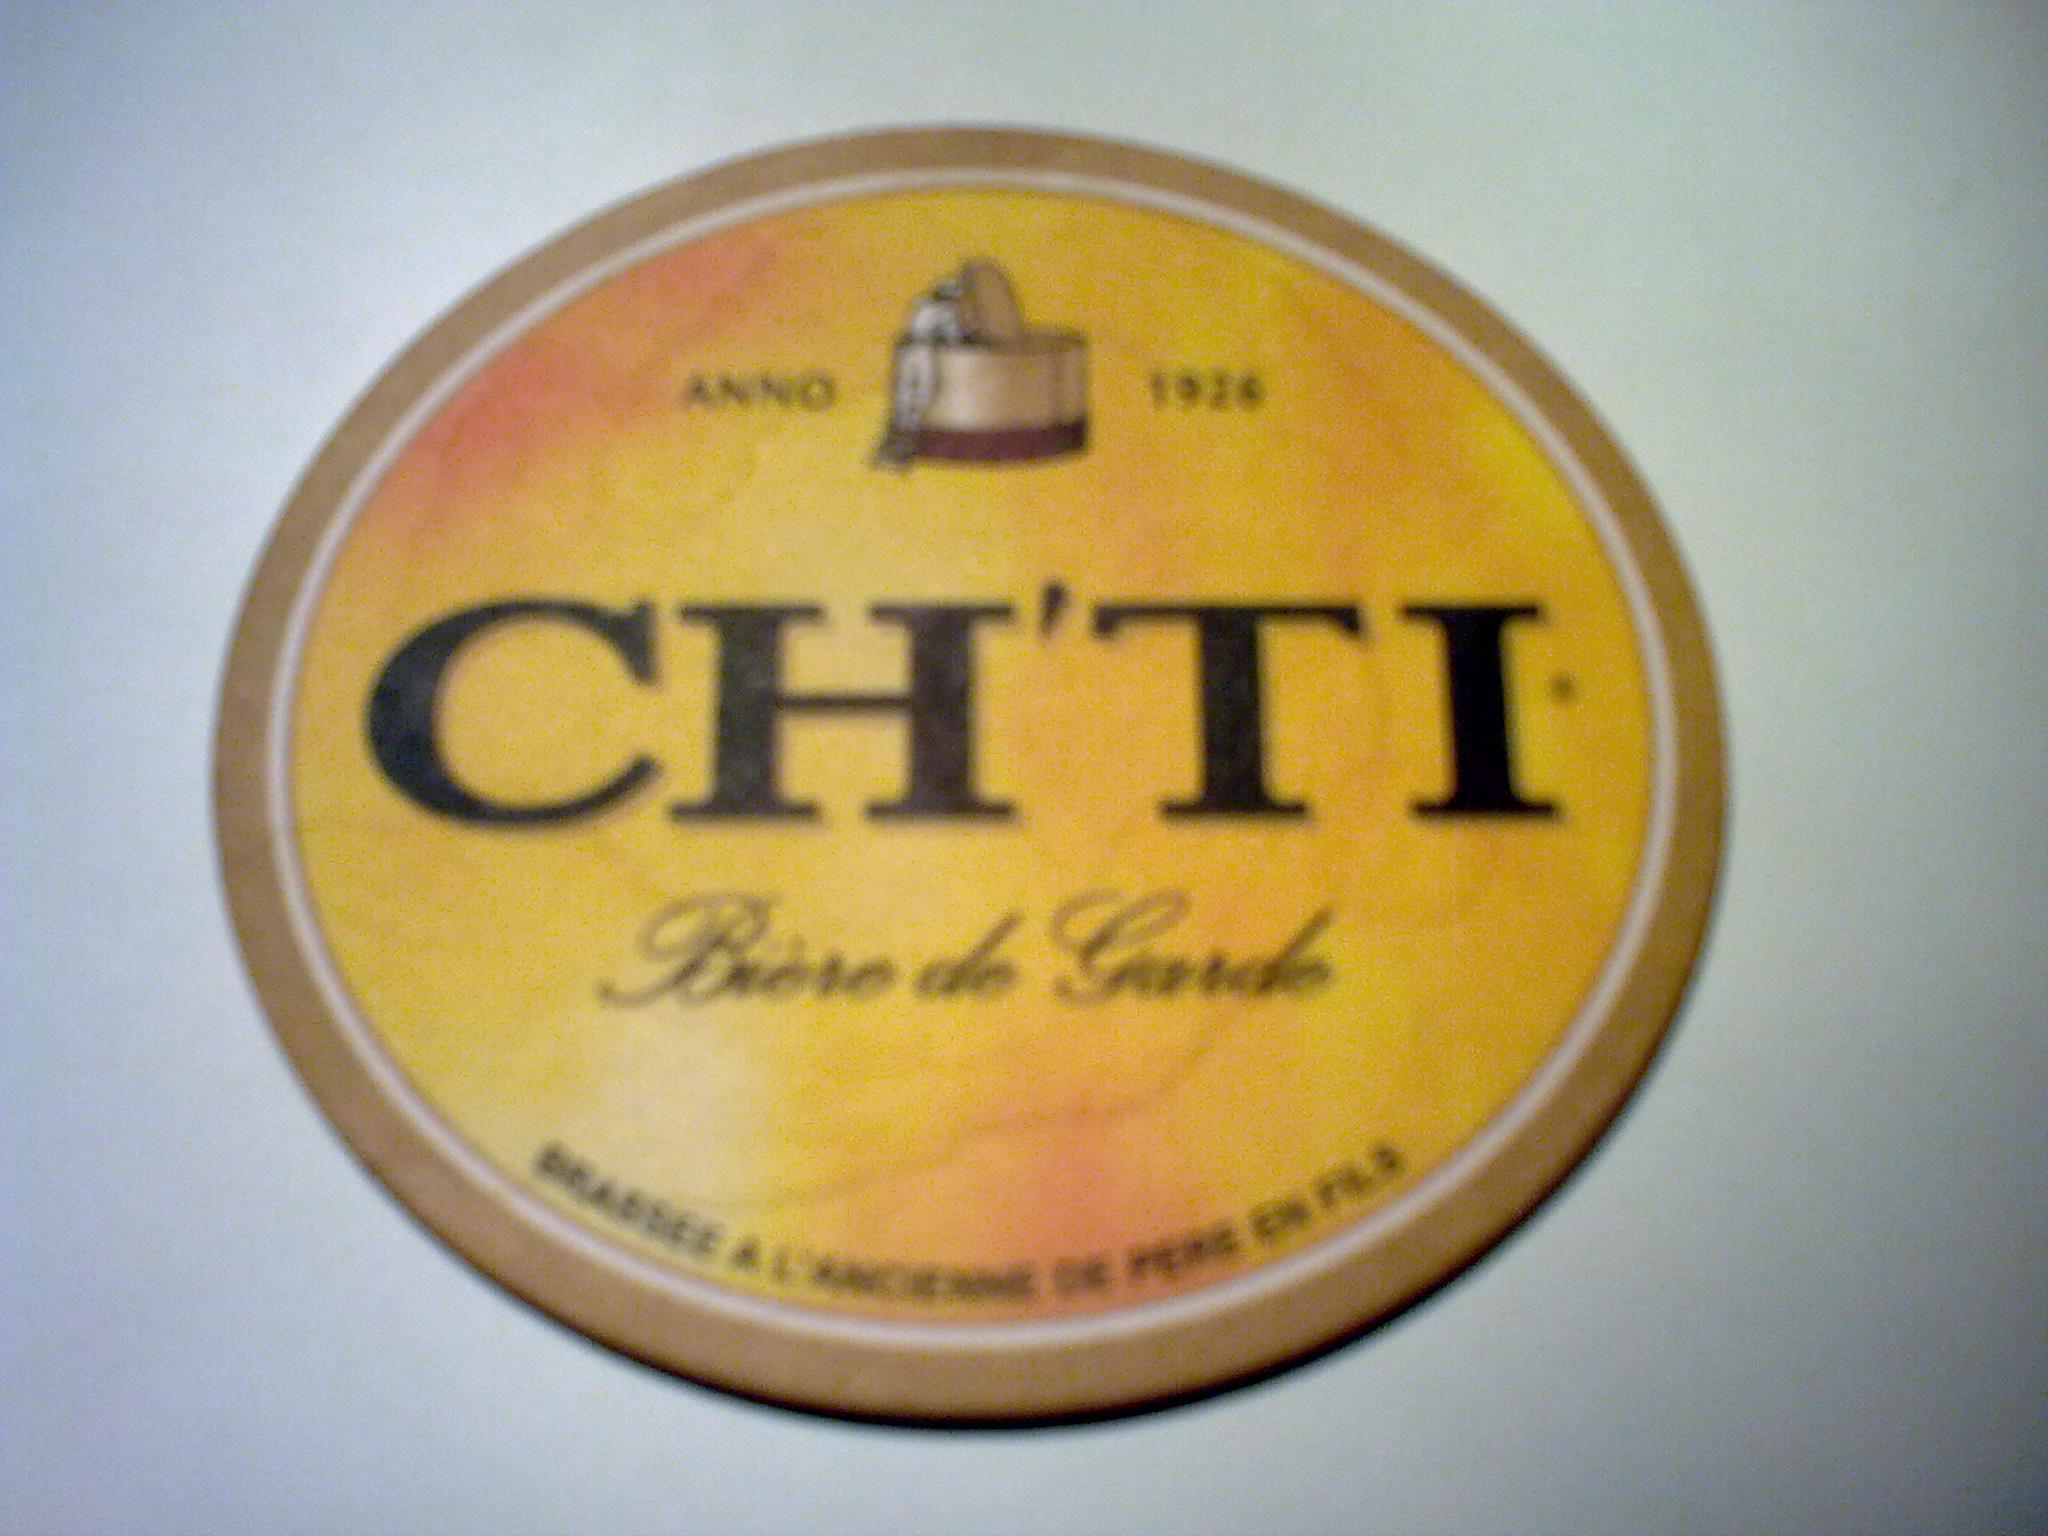 ANNO 1926
CH'TI
Bière de Garde
BRASSEE A L'ANCIENNE DE PERE EN FILS